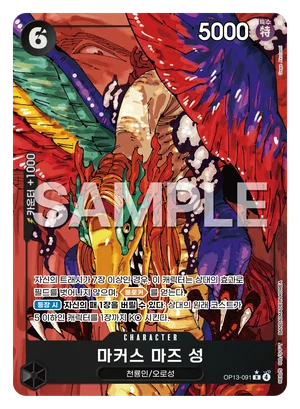 6
5000
특수
特
카운터 +1000
SAMPLE
자신의 트래시가 7장 이상인 경우, 이 캐릭터는 상대의 효과로
필드를 벗어나지 않으며, 블로커 를 얻는다.
등장 시 자신의 패 1장을 버릴 수 있다: 상대의 원래 코스트가
5 이하인 캐릭터를 1장까지 KO 시킨다.
CHARACTER
마커스 마즈 성
천룡인/오로성
OP13-091